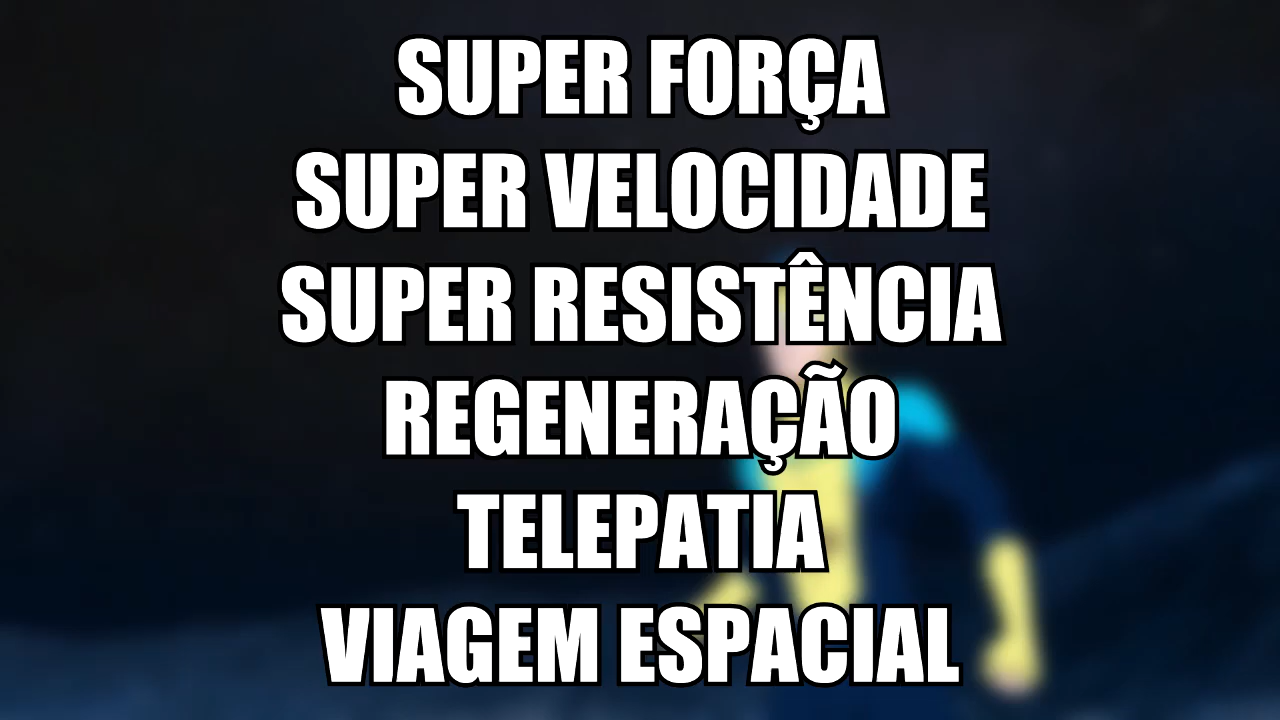 SUPER FORÇA
SUPER VELOCIDADE
SUPER RESISTÊNCIA
REGENERAÇÃO
TELEPATIA
VIAGEM ESPACIAL